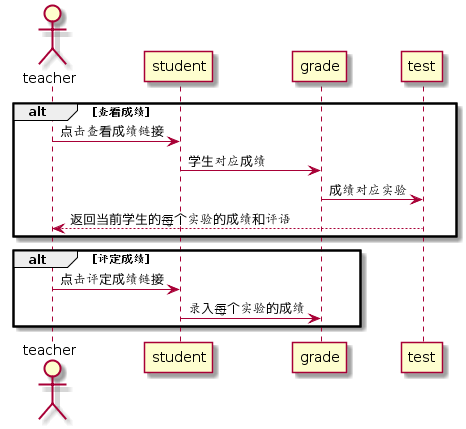 teacher
student
grade
test
alt
[查看成绩]
点击查看成绩链接
学生对应成绩
成绩对应实验
返回当前学生的每个实验的成绩和评语
alt
[评定成绩]
点击评定成绩链接
录入每个实验的成绩
teacher
student
grade
test